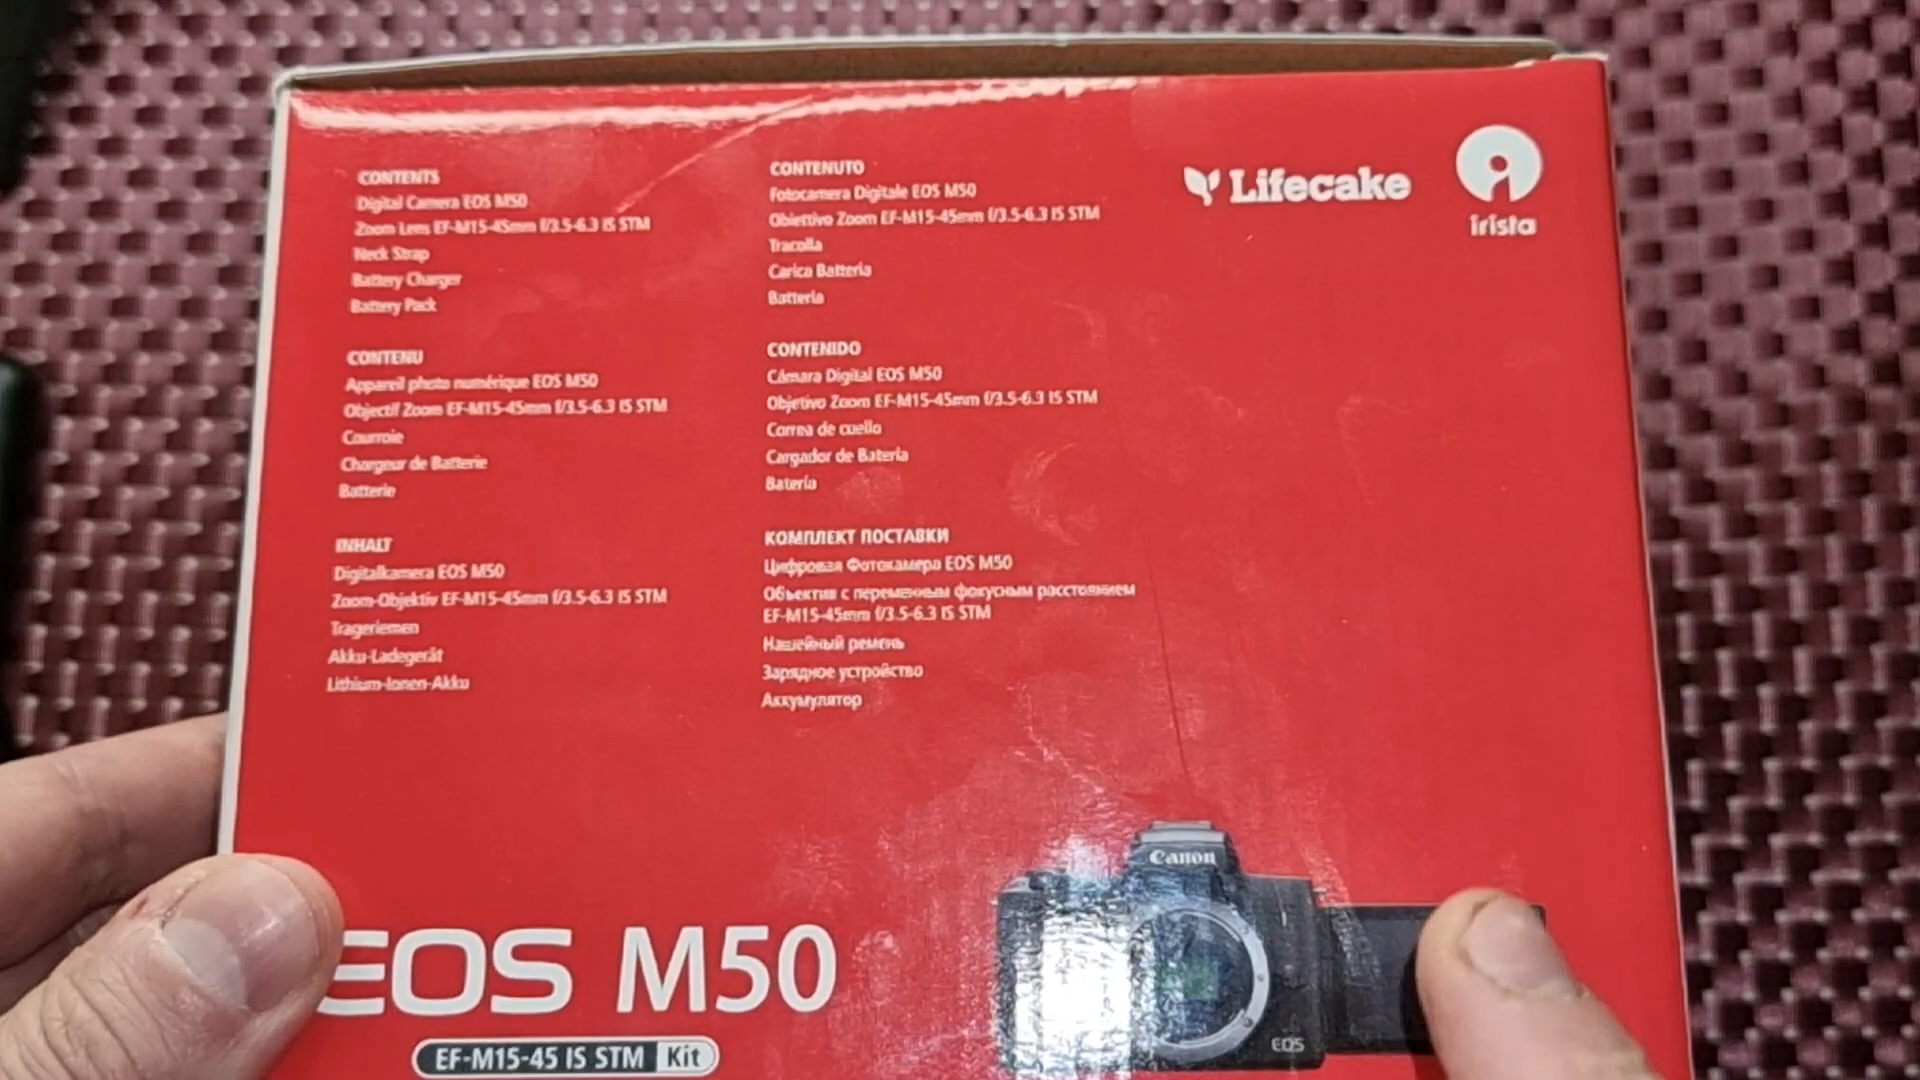 CONTENTS
Digital Camera EOS M50
Zoom Lens EF-M15-45mm f/3.5-6.3 IS STM
Neck Strap
Battery Charger
Battery Pack
CONTENU
Appareil photo numérique EOS M50
Objectif Zoom EF-M15-45mm f/3.5-6.3 IS STM
Courroie
Chargeur de Batterie
Batterie
INHALT
Digitalkamera EOS M50
Zoom-Objektiv EF-M15-45mm f/3.5-6.3 IS STM
Trageriemen
Akku-Ladegerät
Lithium-Ionen-Akku
CONTENUTO
Fotocamera Digitale EOS M50
Obiettivo Zoom EF-M15-45mm f/3.5-6.3 IS STM
Tracolla
Carica Batteria
Batteria
CONTENIDO
Cámara Digital EOS M50
Objetivo Zoom EF-M15-45mm f/3.5-6.3 IS STM
Correa de cuello
Cargador de Batería
Batería
КОМПЛЕКТ ПОСТАВКИ
Цифровая Фотокамера EOS M50
Объектив с переменным фокусным расстоянием
EF-M15-45mm f/3.5-6.3 IS STM
Нашейный ремень
Зарядное устройство
Аккумулятор
Lifecake
irista
Canon
EOS
EOS M50
EF-M15-45 IS STM Kit